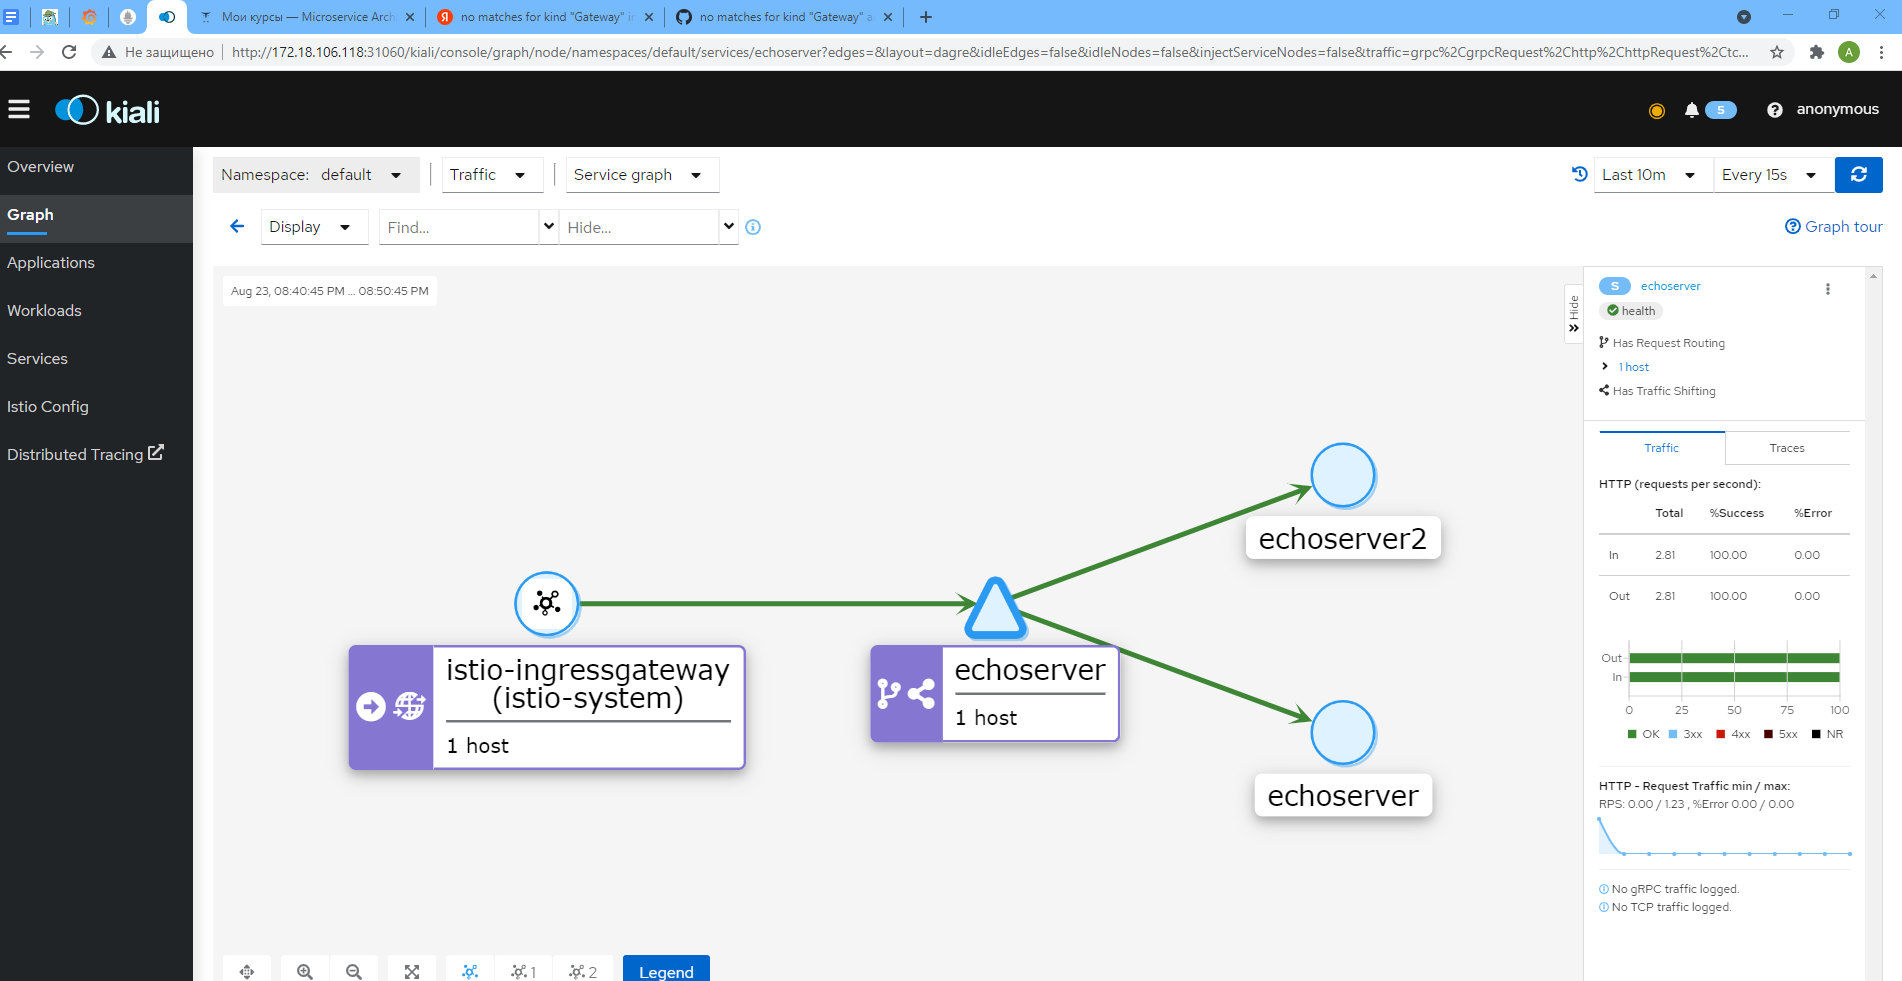 Мои курсы — Microservice Arch
no matches for kind "Gateway" in
no matches for kind "Gateway" a
Не защищено
http://172.18.106.118:31060/kiali/console/graph/node/namespaces/default/services/echoserver?edges=&layout=dagre&idleEdges=false&idleNodes=false&injectServiceNodes=false&traffic=grpc%2CgrpcRequest%2Chttp%2ChttpRequest%2Ctc...
A
kiali
5
anonymous
Overview
Graph
Applications
Workloads
Services
Istio Config
Distributed Tracing
Namespace: default
Traffic
Service graph
Last 10m
Every 15s
Display
Find...
Hide...
Graph tour
Aug 23, 08:40:45 PM ... 08:50:45 PM
Hide
istio-ingressgateway
(istio-system)
1 host
echoserver
1 host
echoserver2
echoserver
1
2
Legend
S echoserver
health
Has Request Routing
1 host
Has Traffic Shifting
Traffic
Traces
HTTP (requests per second):
Total %Success %Error
In 2.81 100.00 0.00
Out 2.81 100.00 0.00
Out
In
0 25 50 75 100
OK 3xx 4xx 5xx NR
HTTP - Request Traffic min / max:
RPS: 0.00 / 1.23 , %Error 0.00 / 0.00
No gRPC traffic logged.
No TCP traffic logged.